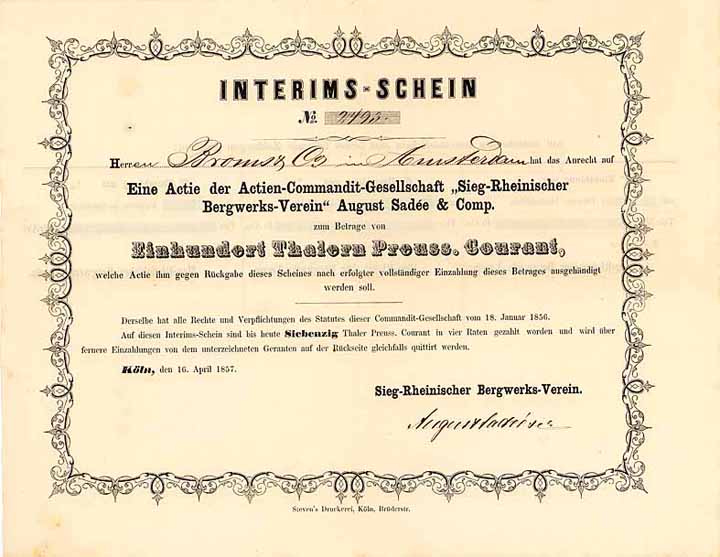 INTERIMS-SCHEIN
№ 2495.
Herren Broms & Co in Amsterdam hat das Anrecht auf
Eine Actie der Actien-Commandit-Gesellschaft „Sieg-Rheinischer
Bergwerks-Verein“ August Sadée & Comp.
zum Betrage von
Einhundert Thalern Preuss. Courant,
welche Actie ihm gegen Rückgabe dieses Scheines nach erfolgter vollständiger Einzahlung dieses Betrages ausgehändigt
werden soll.
Derselbe hat alle Rechte und Verpflichtungen des Statutes dieser Commandit-Gesellschaft vom 18. Januar 1856.
Auf diesen Interims-Schein sind bis heute Siebenzig Thaler Preuss. Courant in vier Raten gezahlt worden und wird über
fernere Einzahlungen von dem unterzeichneten Geranten auf der Rückseite gleichfalls quittirt werden.
Köln, den 16. April 1857.
Sieg-Rheinischer Bergwerks-Verein.
August Sadée
Steven's Druckerei, Köln, Brüderstr.